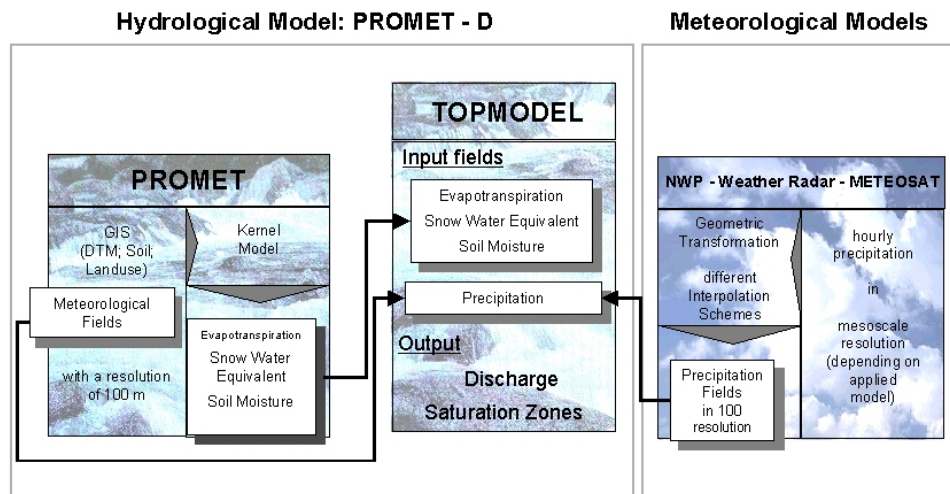 Hydrological Model: PROMET - D
Meteorological Models
PROMET
GIS
(DTM; Soil;
Landuse)
Kernel
Model
Meteorological
Fields
with a resolution
of 100 m
Evapotranspiration
Snow Water
Equivalent
Soil Moisture
TOPMODEL
Input fields
Evapotranspiration
Snow Water Equivalent
Soil Moisture
Precipitation
Output
Discharge
Saturation Zones
NWP - Weather Radar - METEOSAT
Geometric
Transformation
different
Interpolation
Schemes
Precipitation
Fields
in 100
resolution
hourly
precipitation
in
mesoscale
resolution
(depending on
applied
model)